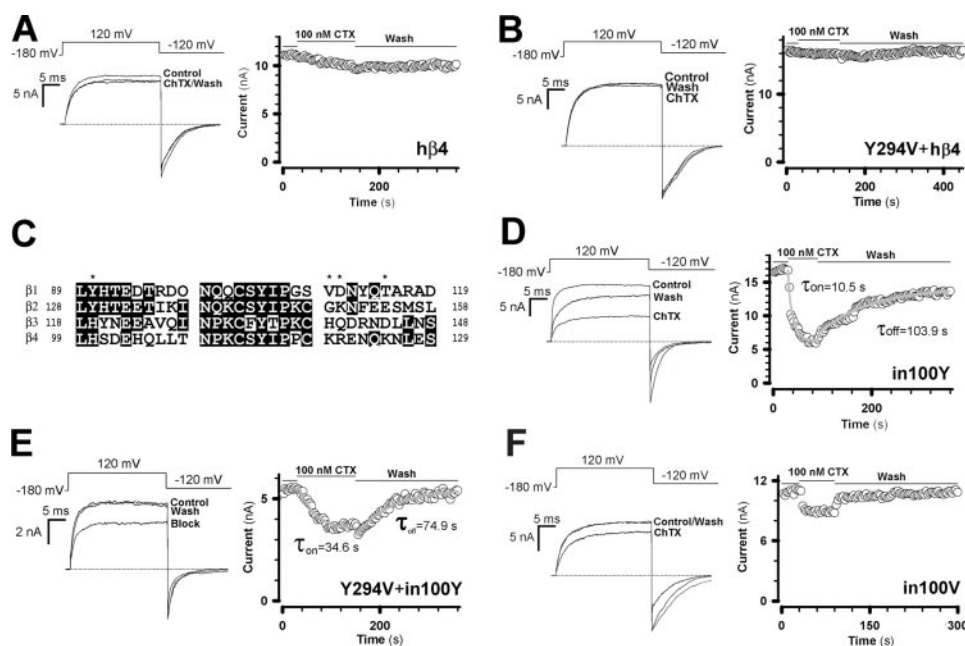 A
120 mV
-180 mV
-120 mV
5 ms
5 nA
Control
ChTX/Wash
100 nM CTX
Wash
Current (nA)
10
5
0
0 200
Time (s)
hβ4
B
120 mV
-180 mV
-120 mV
5 ms
5 nA
Control
Wash
ChTX
100 nM CTX
Wash
Current (nA)
15
10
5
0
0 200 400
Time (s)
Y294V+hβ4
C
* * * *
β1 89 LYHTEDTRDQ NQQCSYIPGS VDNYQTARAD 119
β2 128 LYHTEETIKI NQKCSYIPKC GKNFEESMSL 158
β3 118 LHYNEEAVQI NPKCFYTPKC HQDRNDLLNS 148
β4 99 LHSDEHQLLT NPKCSYIPPC KRENQKNLES 129
D
120 mV
-180 mV
-120 mV
5 ms
5 nA
Control
Wash
ChTX
100 nM CTX
Wash
Current (nA)
15
10
5
0
0 200
Time (s)
τon=10.5 s
τoff=103.9 s
in100Y
E
120 mV
-180 mV
-120 mV
5 ms
2 nA
Control
Wash
Block
100 nM CTX
Wash
Current (nA)
5
0
0 200
Time (s)
τon=34.6 s
τoff=74.9 s
Y294V+in100Y
F
120 mV
-180 mV
-120 mV
5 ms
5 nA
Control/Wash
ChTX
100 nM CTX
Wash
Current (nA)
12
8
4
0
0 150 300
Time (s)
in100V